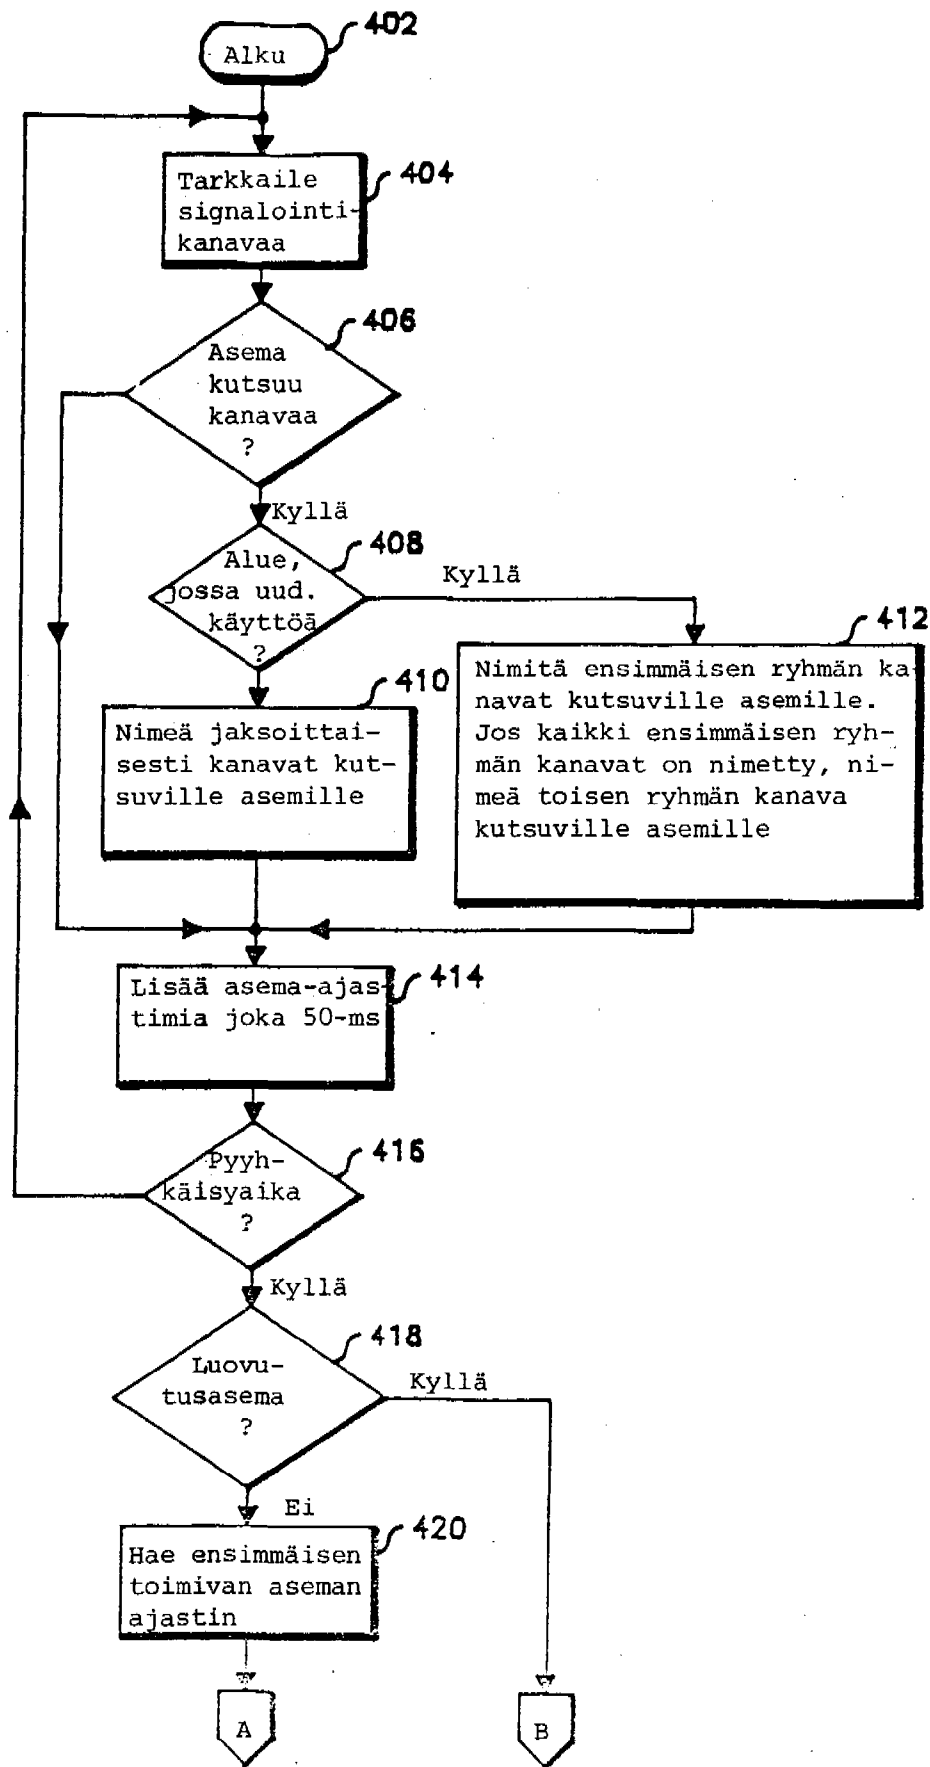 402
Alku
404
Tarkkaile
signalointi-
kanavaa
406
Asema
kutsuu
kanavaa
?
Kyllä
408
Alue,
jossa uud.
käyttöä
?
Kyllä
412
Nimitä ensimmäisen ryhmän ka-
navat kutsuville asemille.
Jos kaikki ensimmäisen ryh-
män kanavat on nimetty, ni-
meä toisen ryhmän kanava
kutsuville asemille
410
Nimeä jaksoittai-
sesti kanavat kut-
suville asemille
414
Lisää asema-ajas-
timia joka 50-ms
416
Pyyh-
käisyaika
?
Kyllä
418
Luovu-
tusasema
?
Kyllä
Ei
420
Hae ensimmäisen
toimivan aseman
ajastin
A
B